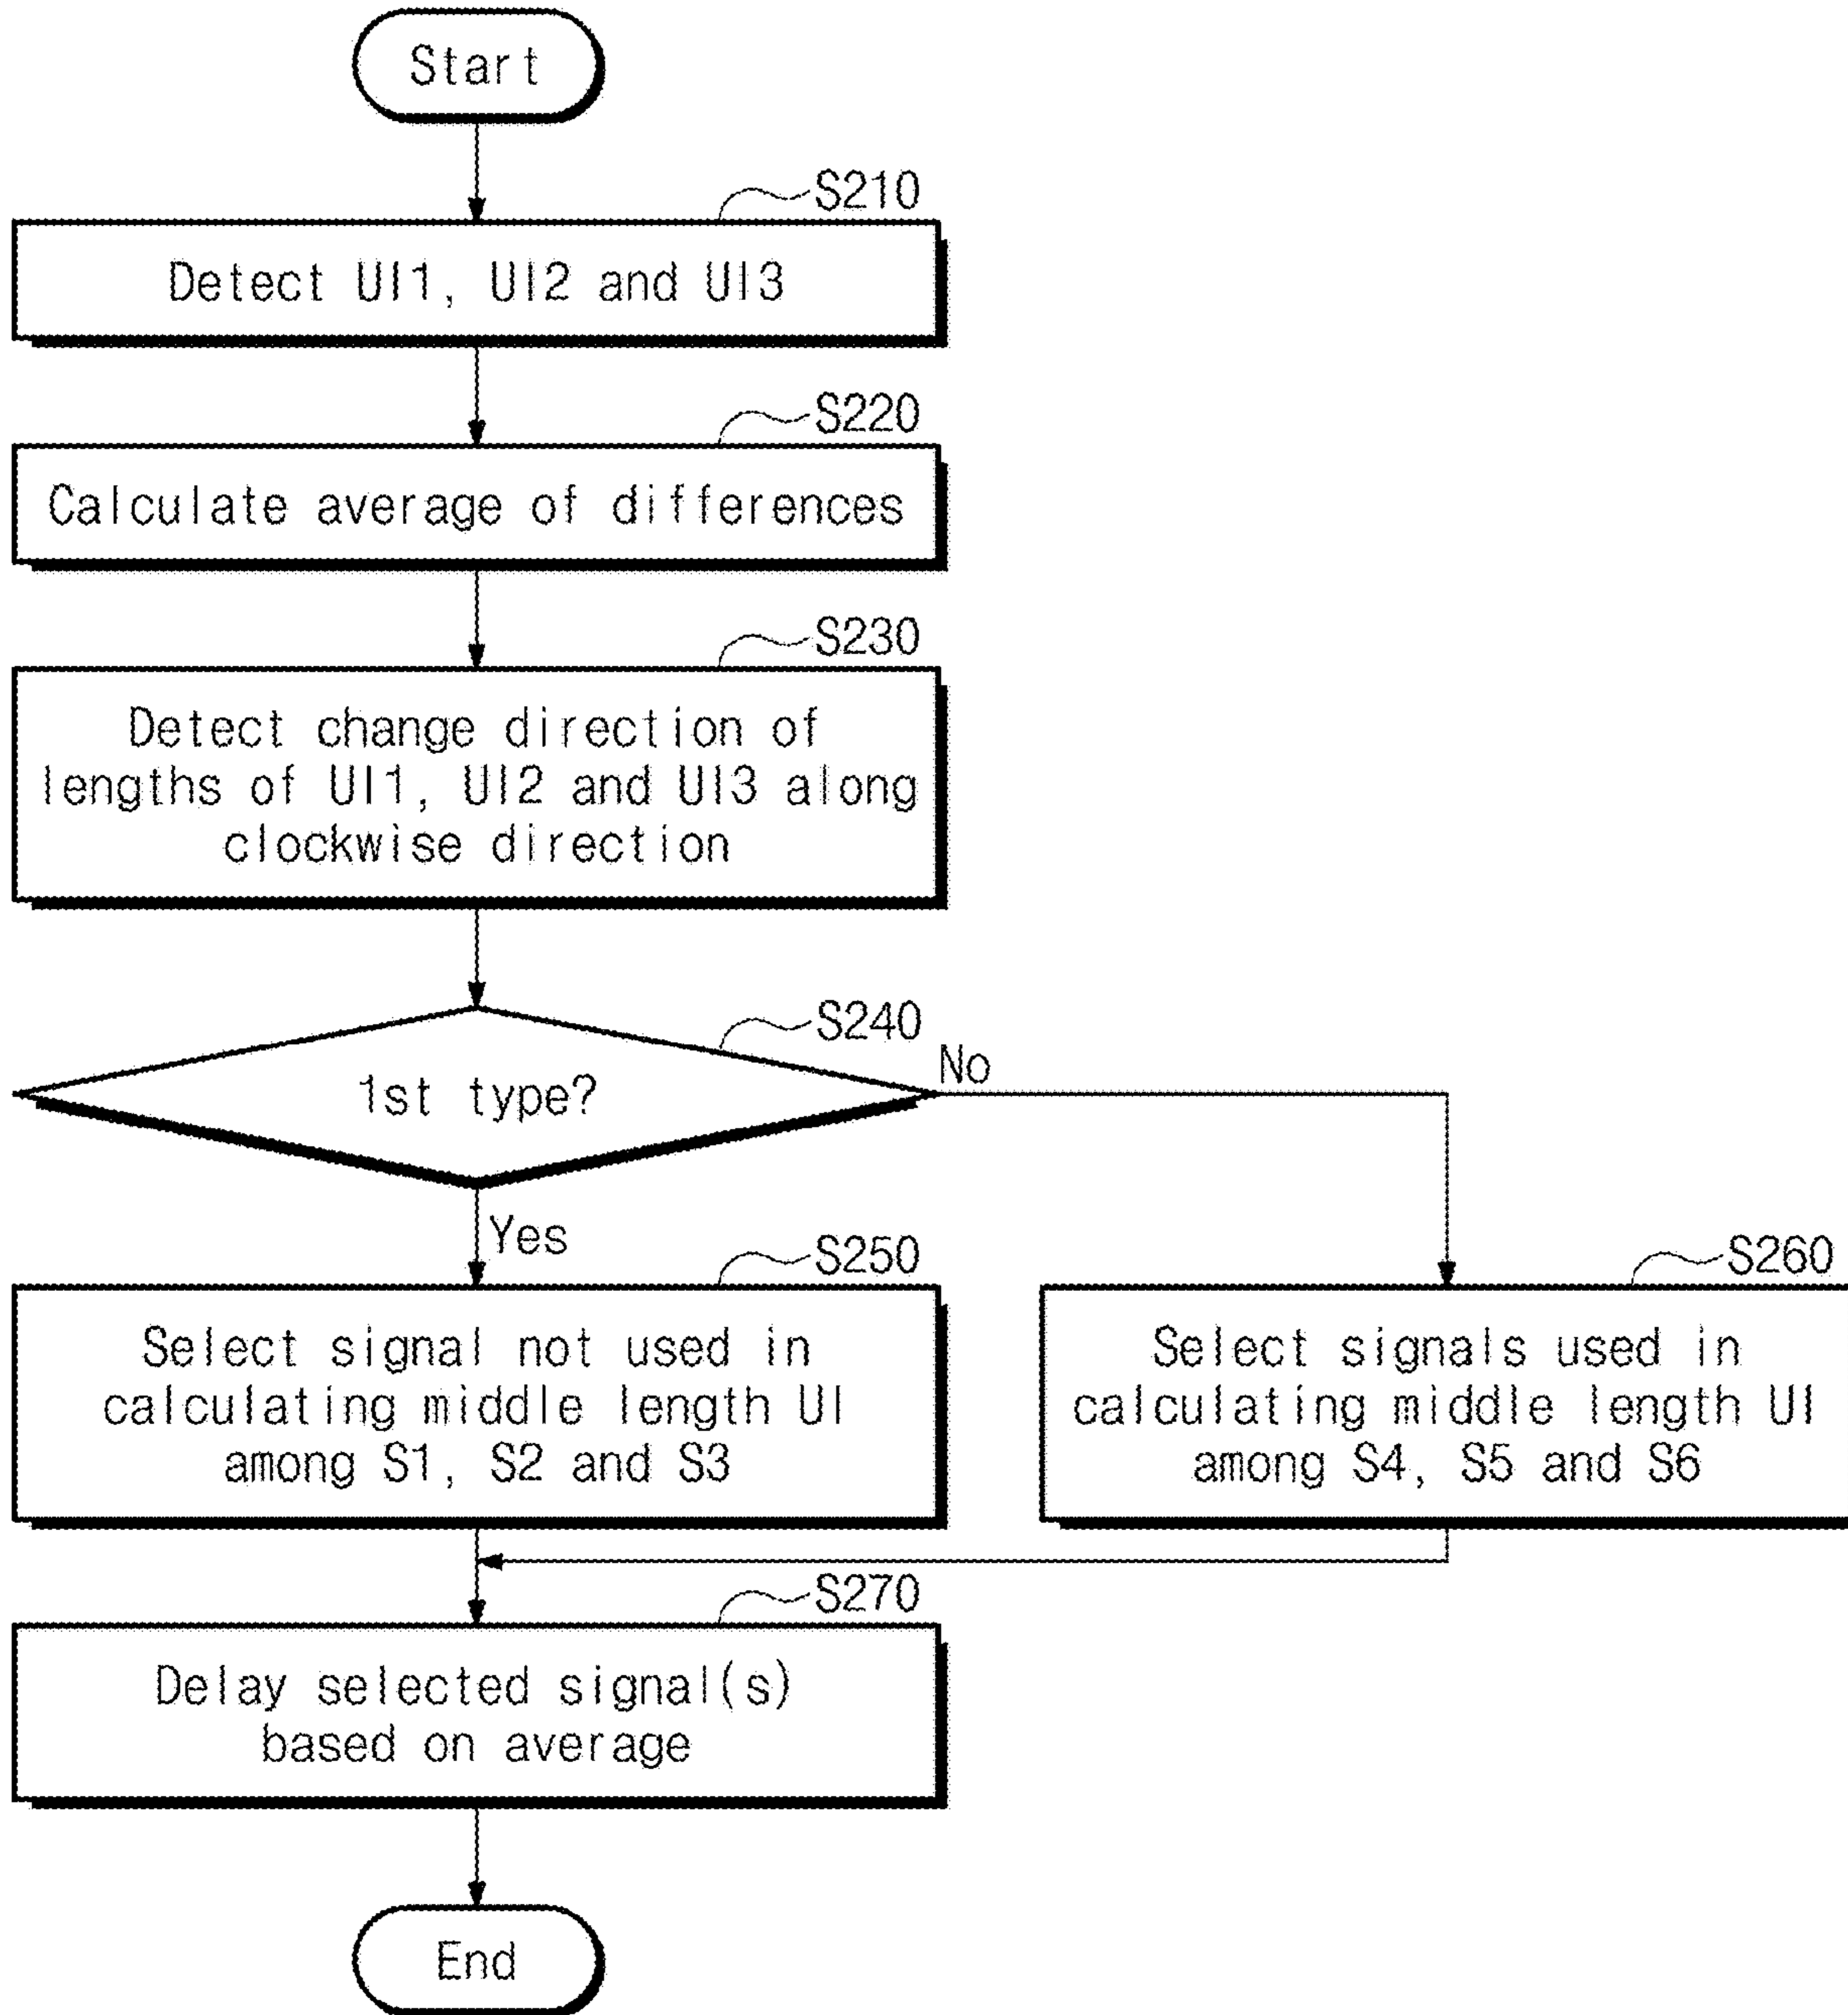 Start
S210
Detect UI1, UI2 and UI3
S220
Calculate average of differences
S230
Detect change direction of
lengths of UI1, UI2 and UI3 along
clockwise direction
S240
1st type?
No
Yes
S250
Select signal not used in
calculating middle length UI
among S1, S2 and S3
S260
Select signals used in
calculating middle length UI
among S4, S5 and S6
S270
Delay selected signal(s)
based on average
End